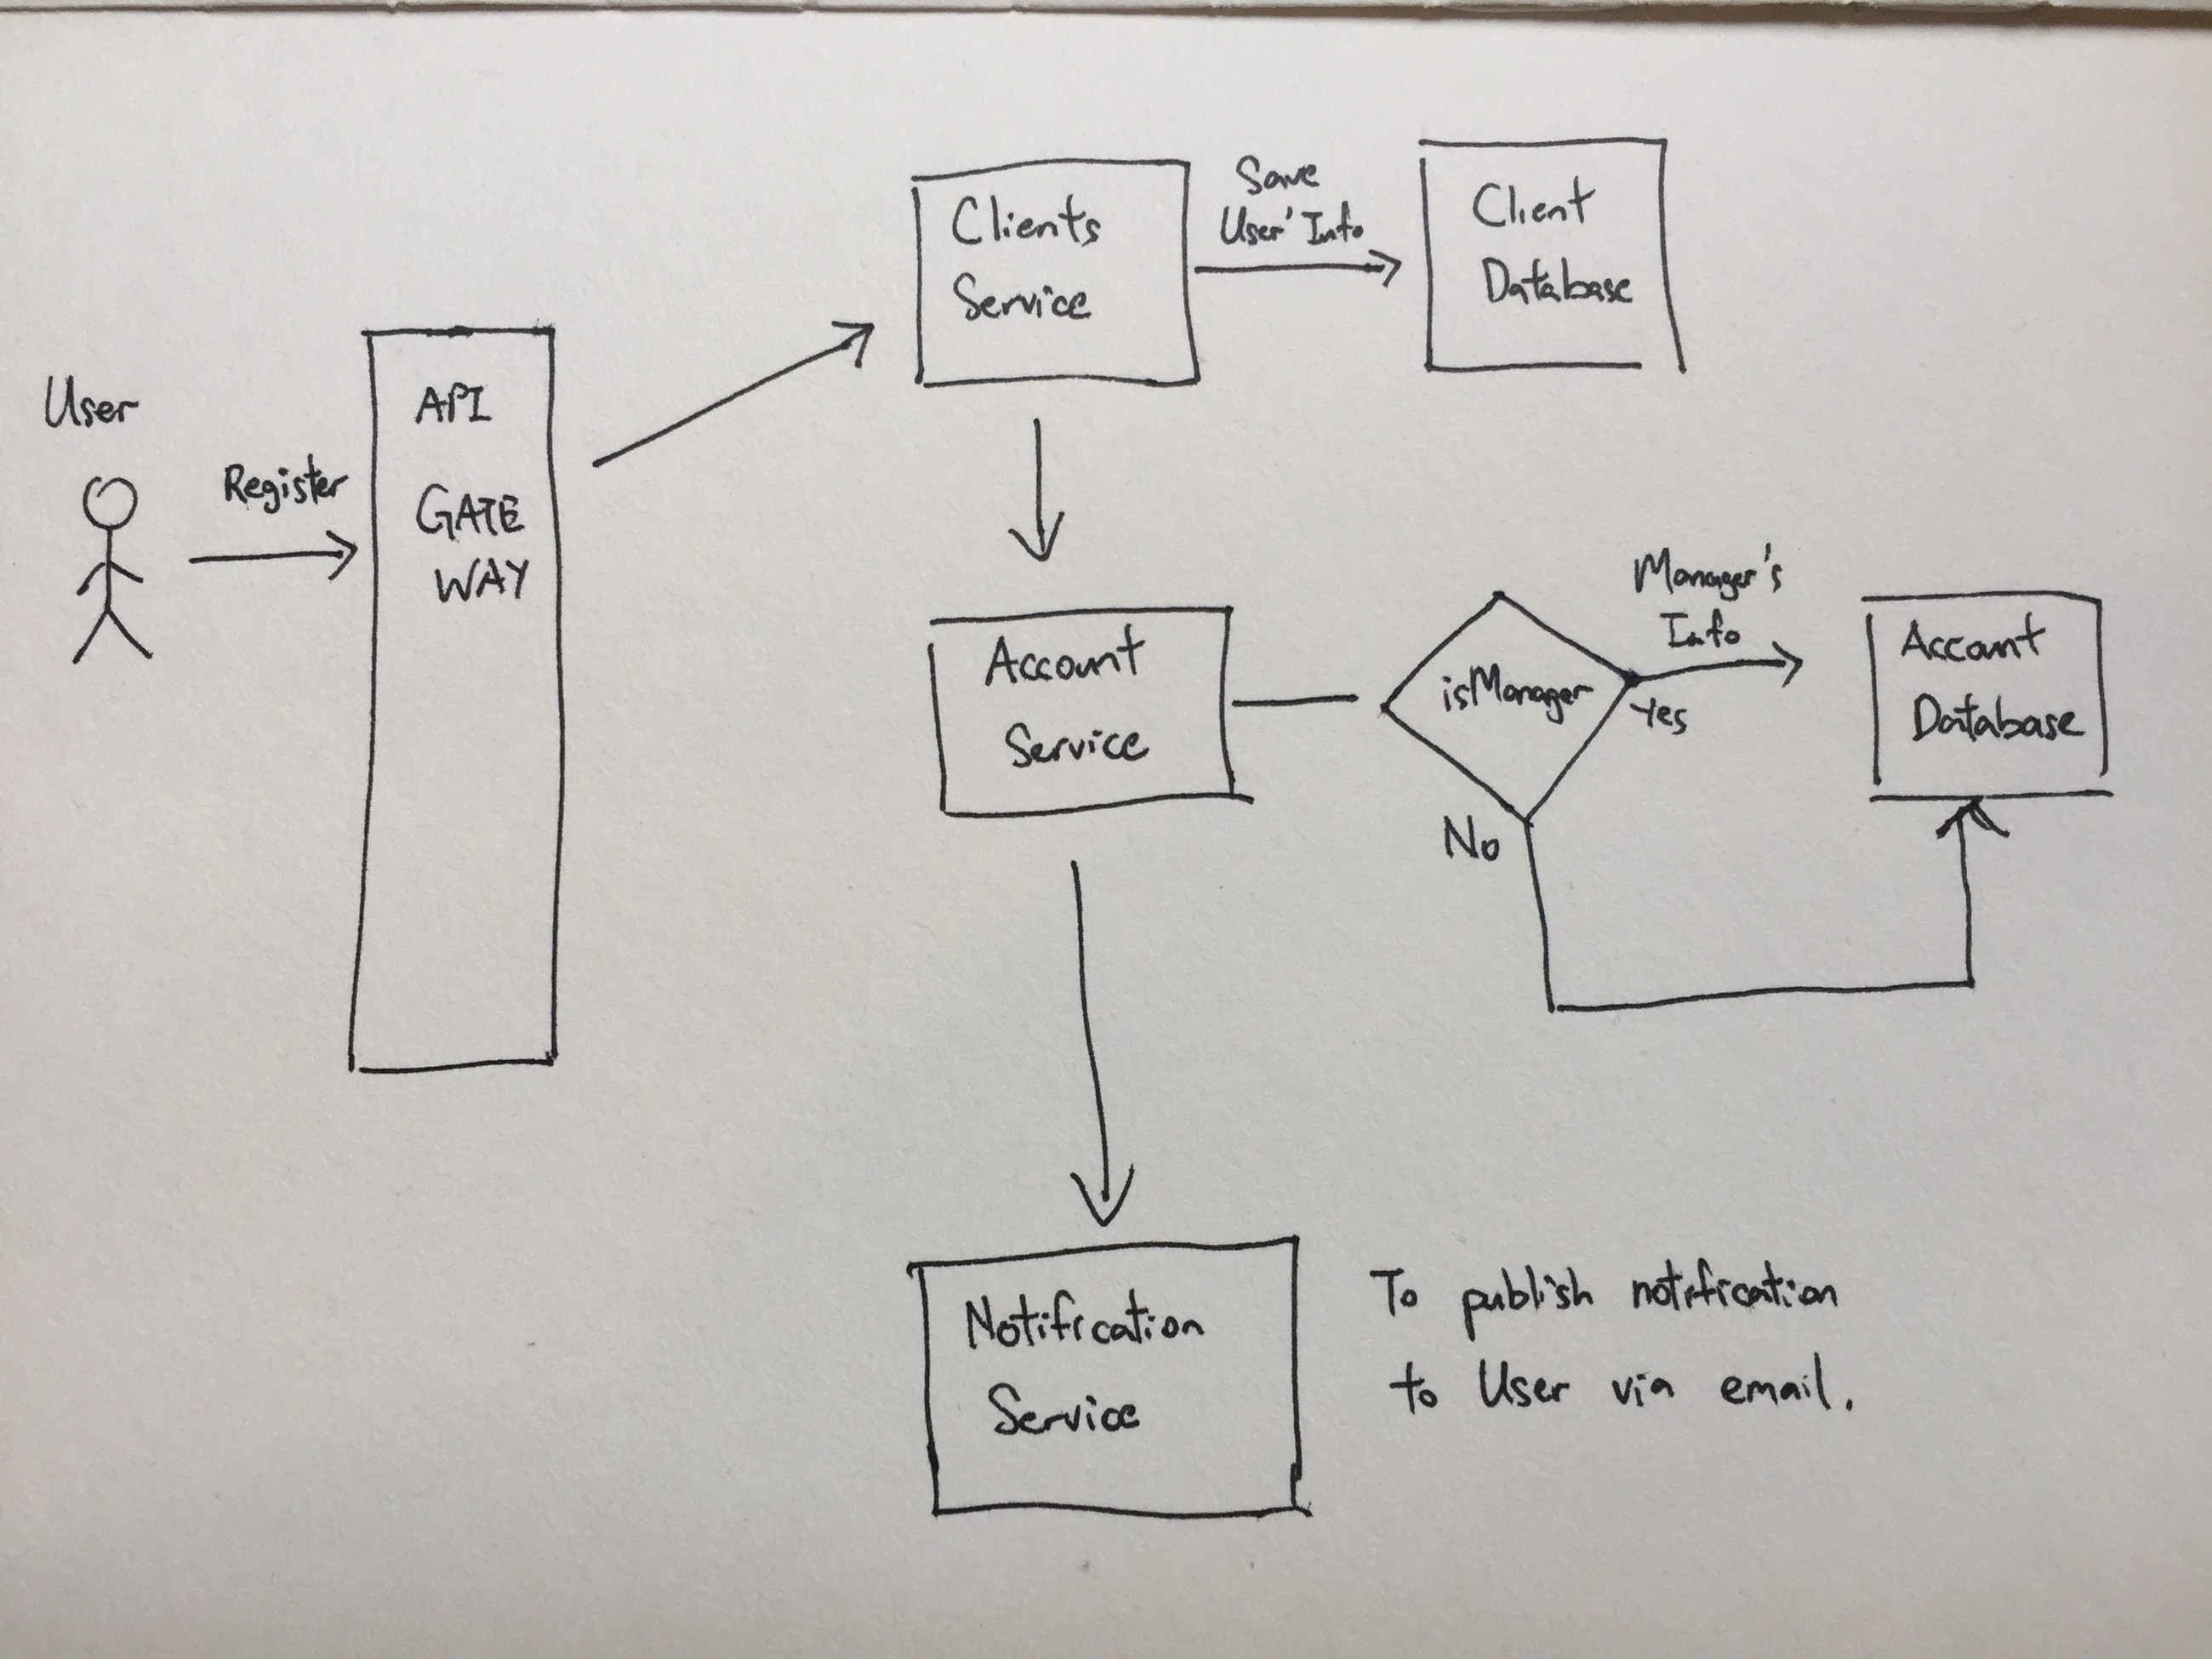 User
Register
API
GATE
WAY
Clients
Service
Save
User' Info
Client
Database
Account
Service
isManager
Yes
No
Manager's
Info
Account
Database
Notification
Service
To publish notification
to User via email.